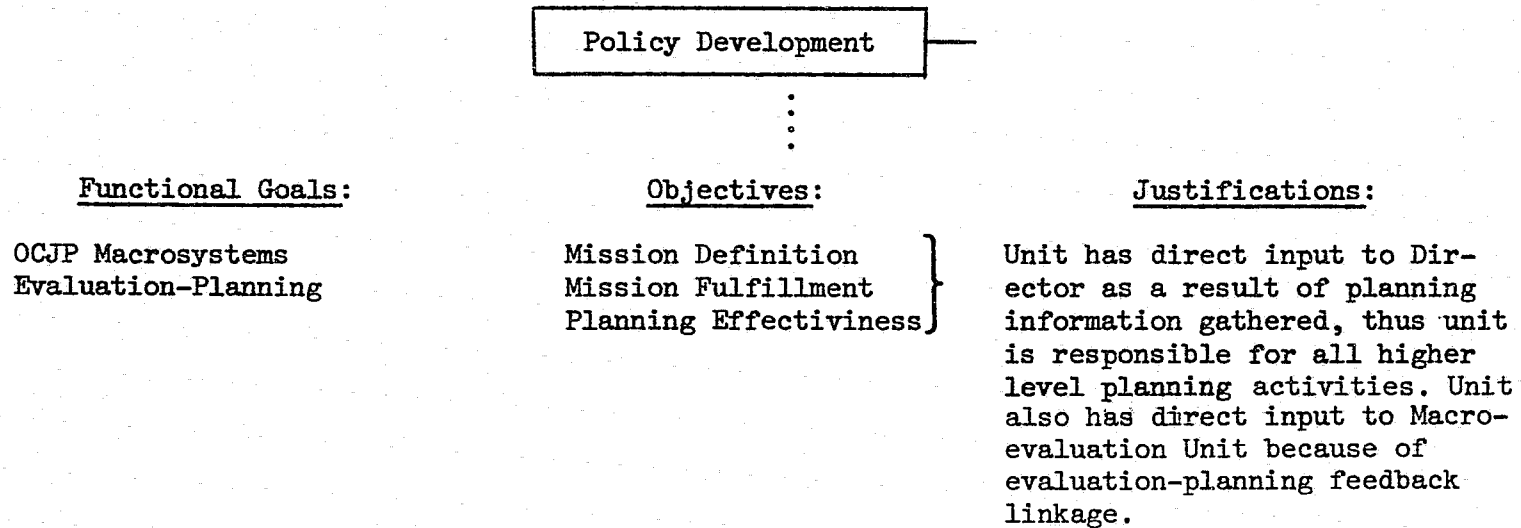 Policy Development
Functional Goals:
OCJP Macrosystems
Evaluation-Planning
Objectives:
Mission Definition
Mission Fulfillment
Planning Effectiviness
Justifications:
Unit has direct input to Dir-
ector as a result of planning
information gathered, thus unit
is responsible for all higher
level planning activities. Unit
also has direct input to Macro-
evaluation Unit because of
evaluation-planning feedback
linkage.